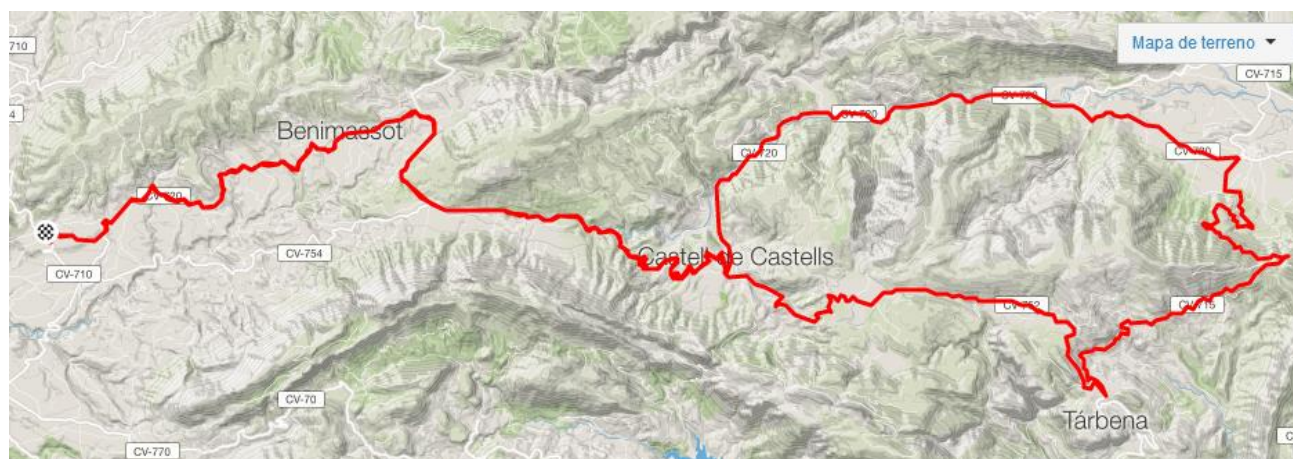 710
Mapa de terreno
CV-715
CV-720
CV-720
4
Benimassot
CV-720
CV-720
CV-720
CV-754
Castell de Castells
CV-710
CV-752
CV-715
CV-70
Tárbena
CV-770